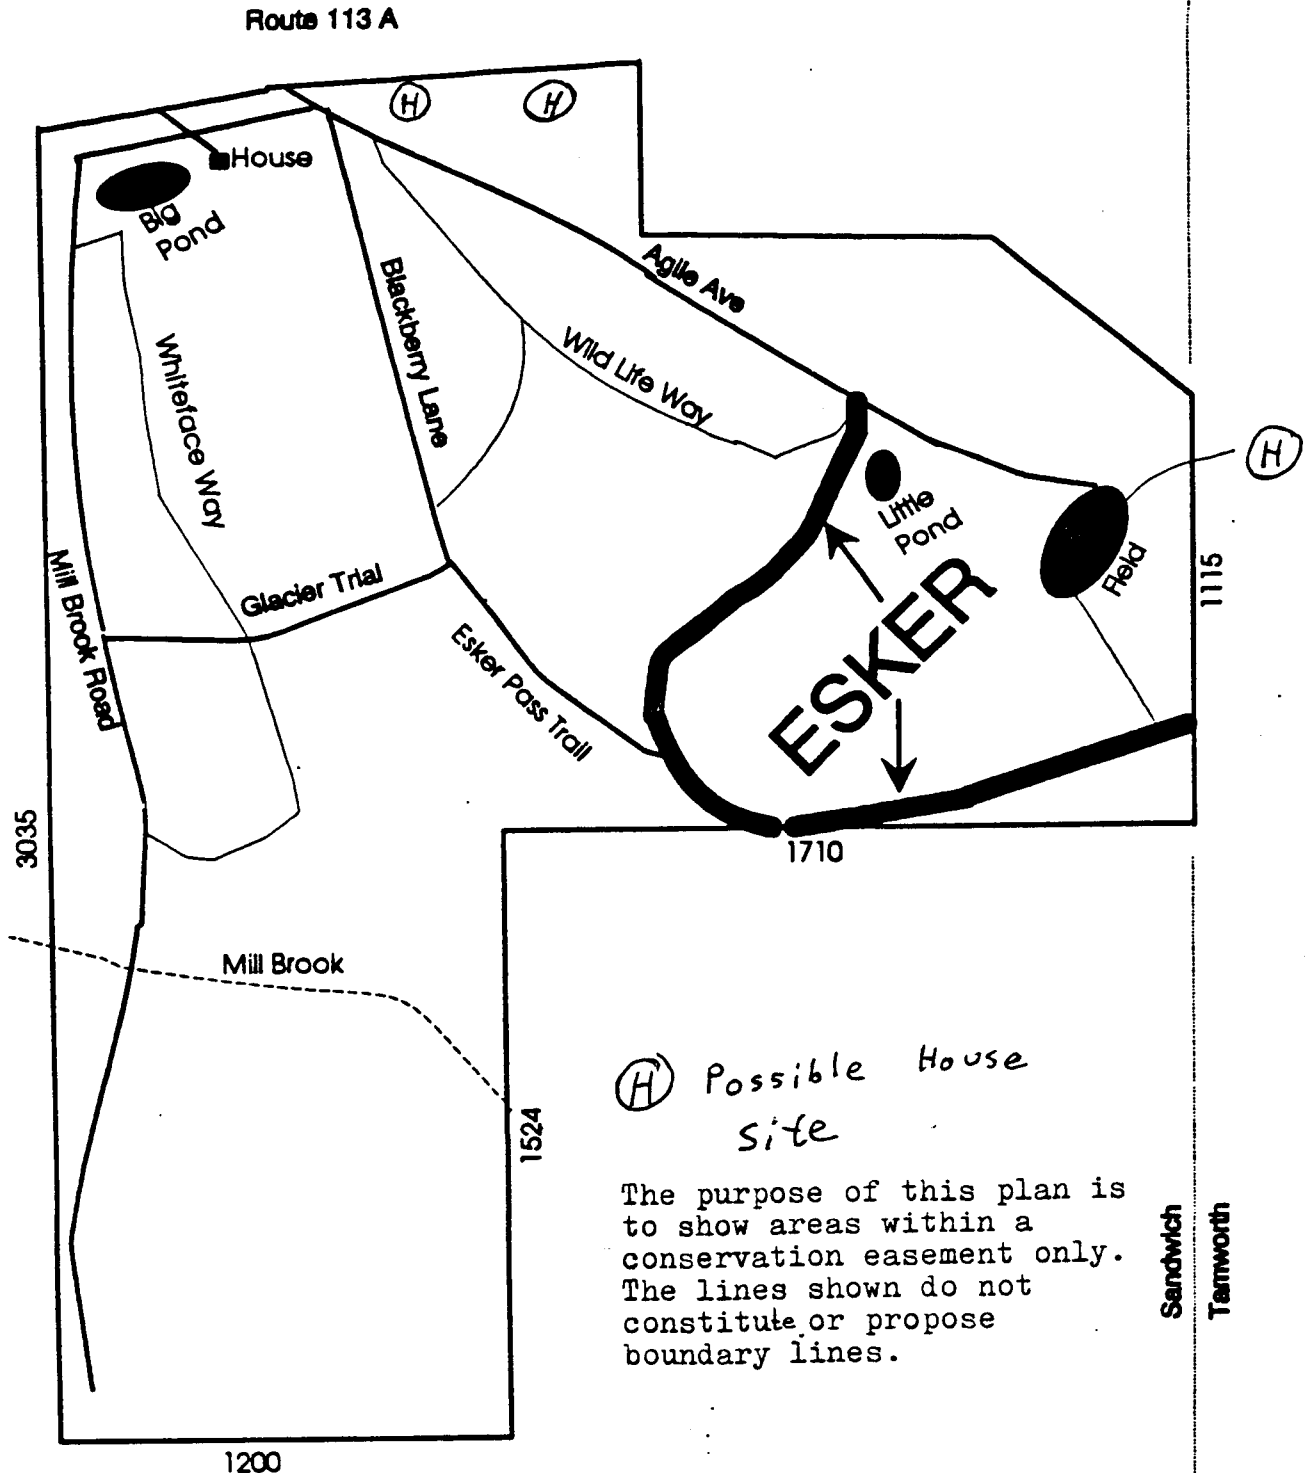 Route 113 A
H
H
House
Big
Pond
Agile Ave
Blackberry Lane
Wild Life Way
Whiteface Way
H
Little
Pond
Field
1115
Mill Brook Road
Glacier Trial
ESKER
Esker Pass Trail
3035
1710
Mill Brook
H Possible House
site
1524
The purpose of this plan is
to show areas within a
conservation easement only.
The lines shown do not
constitute or propose
boundary lines.
Sandwich
Tamworth
1200